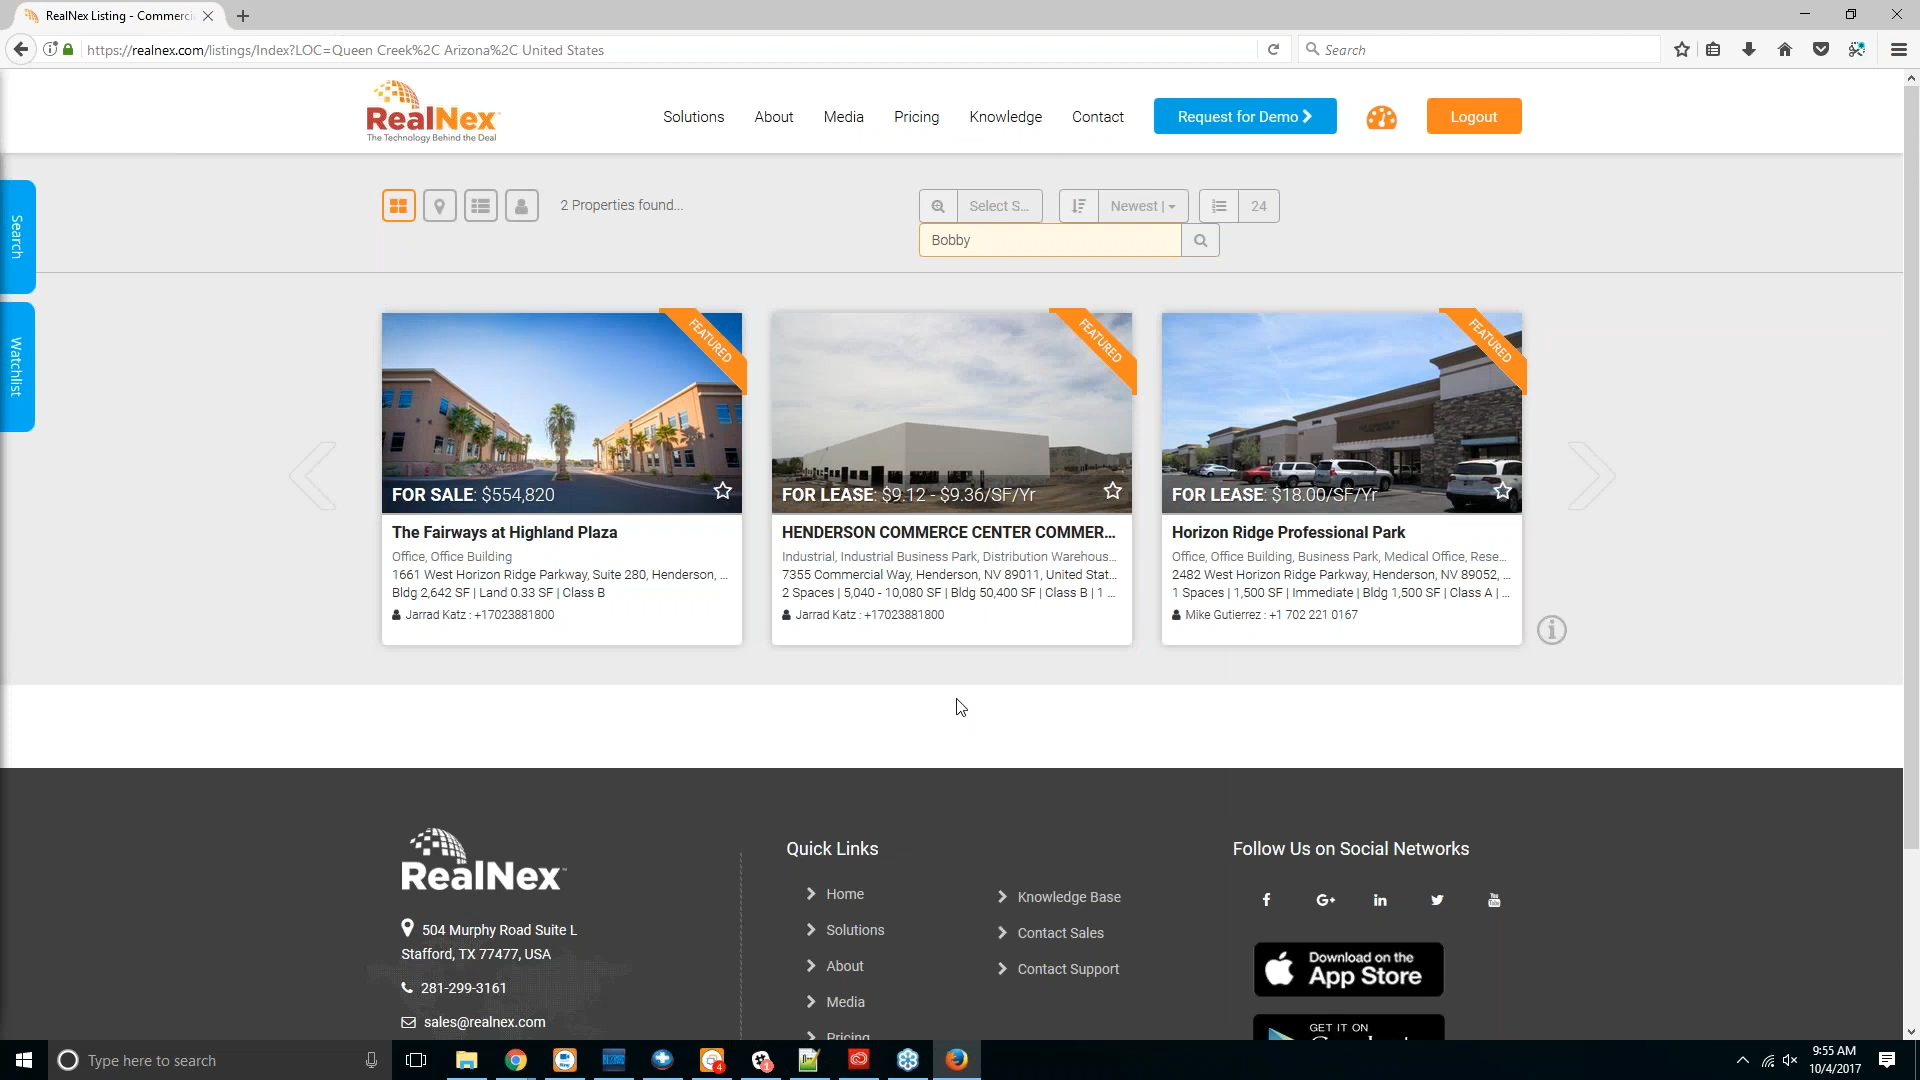 RealNex Listing - Commerci
https://realnex.com/listings/Index?LOC=Queen Creek%2C Arizona%2C United States
Search
RealNex
The Technology Behind the Deal
Solutions
About
Media
Pricing
Knowledge
Contact
Request for Demo
Logout
Search
Watchlist
2 Properties found...
Select S...
Newest |
24
Bobby
FEATURED
FOR SALE: $554,820
The Fairways at Highland Plaza
Office, Office Building
1661 West Horizon Ridge Parkway, Suite 280, Henderson, ...
Bldg 2,642 SF | Land 0.33 SF | Class B
Jarrad Katz : +17023881800
FEATURED
FOR LEASE: $9.12 - $9.36/SF/Yr
HENDERSON COMMERCE CENTER COMMER...
Industrial, Industrial Business Park, Distribution Warehous...
7355 Commercial Way, Henderson, NV 89011, United Stat...
2 Spaces | 5,040 - 10,080 SF | Bldg 50,400 SF | Class B | 1 ...
Jarrad Katz : +17023881800
FEATURED
FOR LEASE: $18.00/SF/Yr
Horizon Ridge Professional Park
Office, Office Building, Business Park, Medical Office, Rese...
2482 West Horizon Ridge Parkway, Henderson, NV 89052, ...
1 Spaces | 1,500 SF | Immediate | Bldg 1,500 SF | Class A | ...
Mike Gutierrez : +1 702 221 0167
RealNex
504 Murphy Road Suite L
Stafford, TX 77477, USA
281-299-3161
sales@realnex.com
Quick Links
Home
Solutions
About
Media
Pricing
Knowledge Base
Contact Sales
Contact Support
Follow Us on Social Networks
Download on the
App Store
GET IT ON
Type here to search
4
1
9:55 AM
10/4/2017